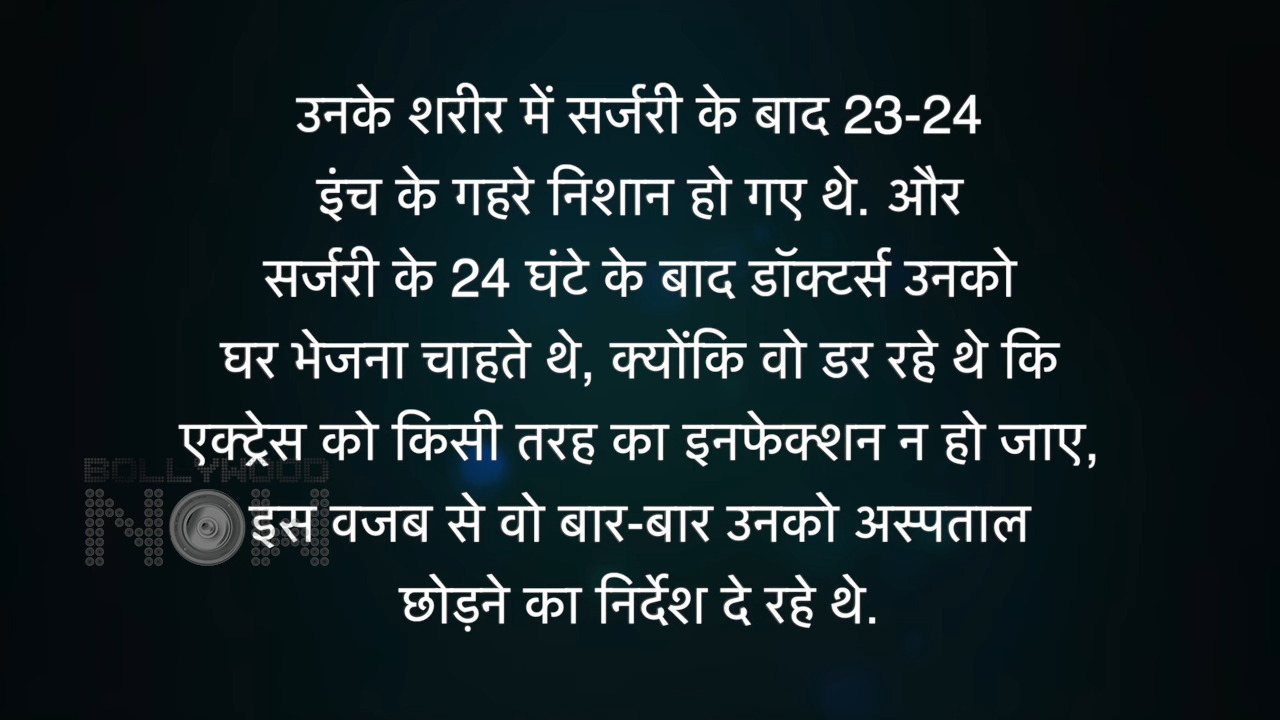 उनके शरीर में सर्जरी के बाद 23-24
इंच के गहरे निशान हो गए थे. और
सर्जरी के 24 घंटे के बाद डॉक्टर्स उनको
घर भेजना चाहते थे, क्योंकि वो डर रहे थे कि
एक्ट्रेस को किसी तरह का इनफेक्शन न हो जाए,
BOLLYWOOD
NOW
इस वजब से वो बार-बार उनको अस्पताल
छोड़ने का निर्देश दे रहे थे.